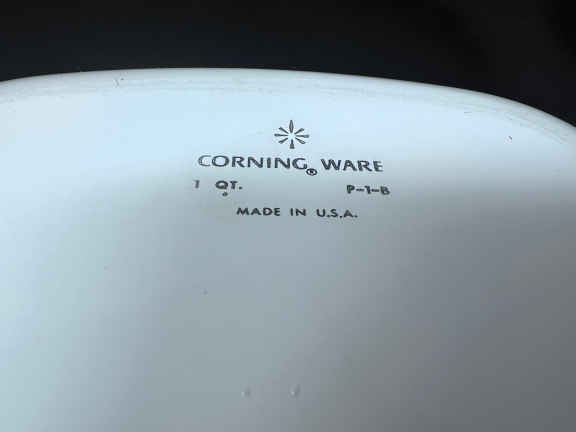 CORNING® WARE
1 QT. P-1-B
MADE IN U.S.A.